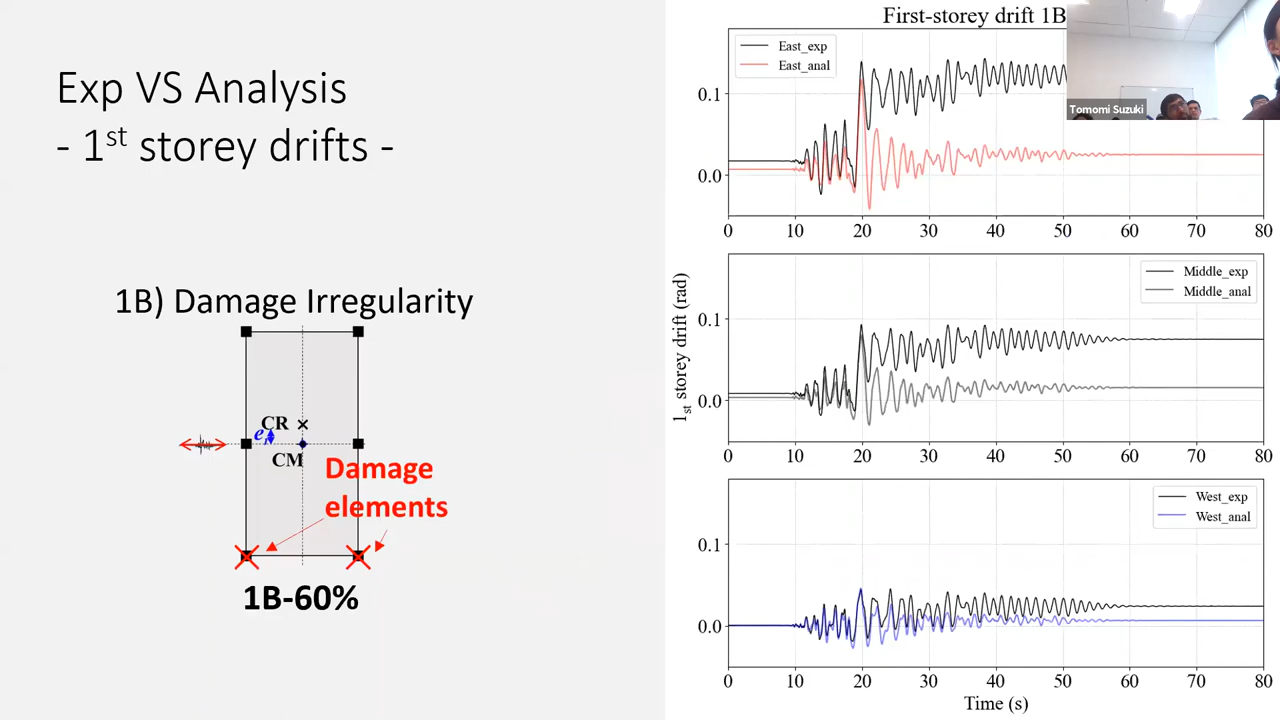 Exp VS Analysis
- 1st storey drifts -
1B) Damage Irregularity
CR
e
CM
Damage
elements
1B-60%
First-storey drift 1B
East_exp
East_anal
0.1
0.0
0 10 20 30 40 50 60 70 80
Middle_exp
Middle_anal
0.1
0.0
0 10 20 30 40 50 60 70 80
1st storey drift (rad)
West_exp
West_anal
0.1
0.0
0 10 20 30 40 50 60 70 80
Time (s)
Tomomi Suzuki